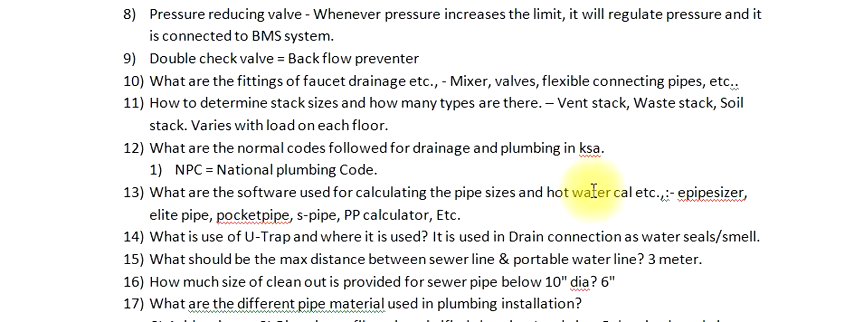 8) Pressure reducing valve - Whenever pressure increases the limit, it will regulate pressure and it
is connected to BMS system.
9) Double check valve = Back flow preventer
10) What are the fittings of faucet drainage etc., - Mixer, valves, flexible connecting pipes, etc..
11) How to determine stack sizes and how many types are there. – Vent stack, Waste stack, Soil
stack. Varies with load on each floor.
12) What are the normal codes followed for drainage and plumbing in ksa.
1) NPC = National plumbing Code.
13) What are the software used for calculating the pipe sizes and hot water cal etc.,:- epipesizer,
elite pipe, pocketpipe, s-pipe, PP calculator, Etc.
14) What is use of U-Trap and where it is used? It is used in Drain connection as water seals/smell.
15) What should be the max distance between sewer line & portable water line? 3 meter.
16) How much size of clean out is provided for sewer pipe below 10" dia? 6"
17) What are the different pipe material used in plumbing installation?